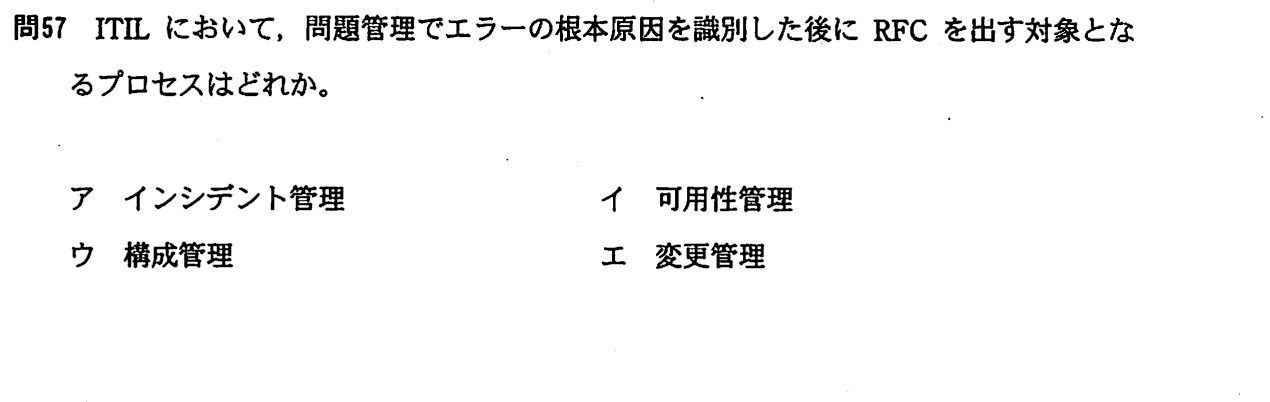 問57 ITIL において，問題管理でエラーの根本原因を識別した後に RFC を出す対象とな
るプロセスはどれか。
ア インシデント管理 イ 可用性管理
ウ 構成管理 エ 変更管理